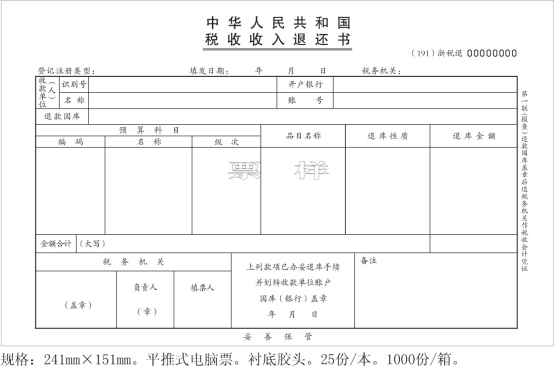 中华人民共和国
税收收入退还书
(191)浙税退 00000000
登记注册类型： 填发日期： 年 月 日 税务机关：
收款单位(人) 识别号 开户银行
名称 账号
退款国库
预算科目 品目名称 退库性质 退库金额
编码 名称 级次
票样
金额合计 (大写)
税务机关 上列款项已办妥退库手续 备注
并划转收款单位账户
负责人 填票人 国库(银行)盖章
(盖章) (章) 年 月 日
妥善保管
第一联(报查)退款国库盖章后退税务机关作税收会计凭证
规格：241mm×151mm。平推式电脑票。衬底胶头。25份/本。1000份/箱。